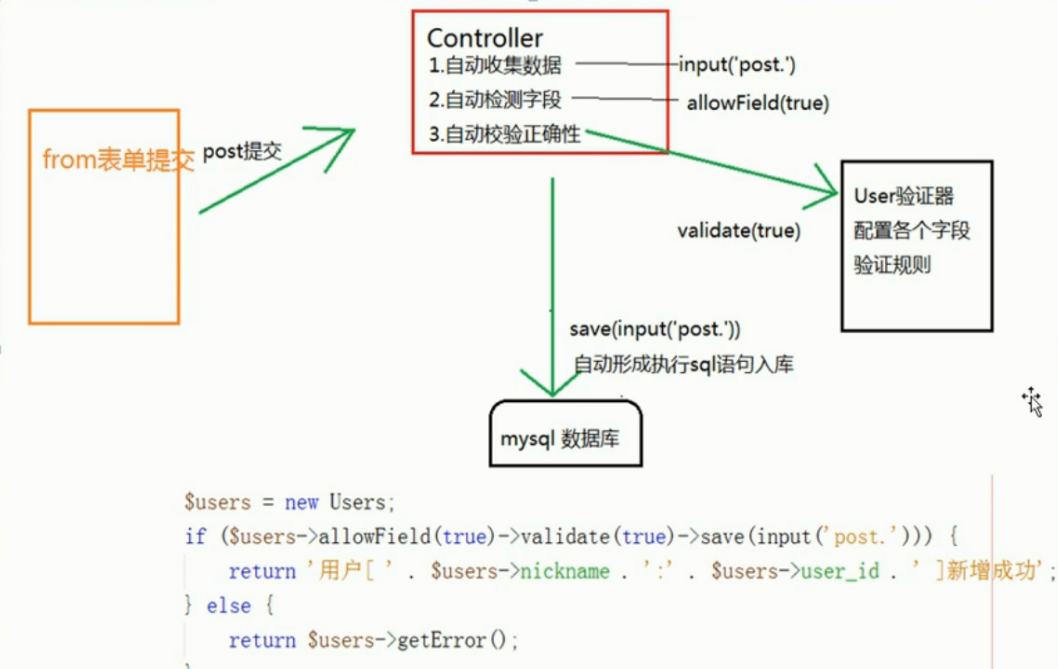 Controller
1.自动收集数据
input('post.')
2.自动检测字段
allowField(true)
3.自动校验正确性
from表单提交
post提交
User验证器
配置各个字段
验证规则
validate(true)
save(input('post.'))
自动形成执行sql语句入库
mysql 数据库
$users = new Users;
if ($users->allowField(true)->validate(true)->save(input('post.'))) {
return '用户[ ' . $users->nickname . ':' . $users->user_id . ' ]新增成功';
} else {
return $users->getError();
}